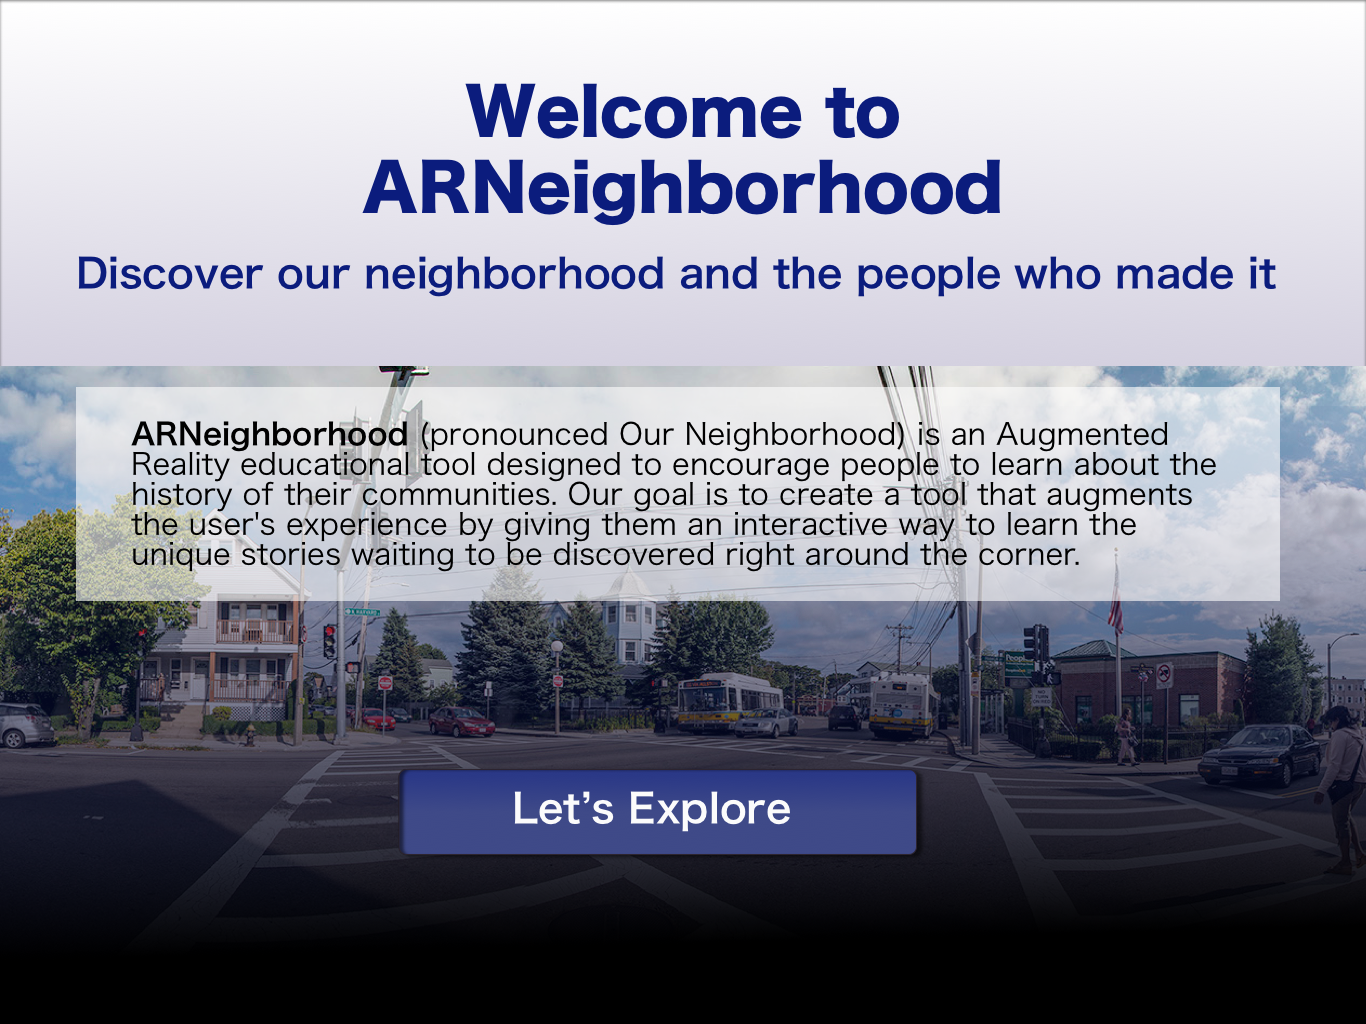 Welcome to
ARNeighborhood
Discover our neighborhood and the people who made it
ARNeighborhood (pronounced Our Neighborhood) is an Augmented
Reality educational tool designed to encourage people to learn about the
history of their communities. Our goal is to create a tool that augments
the user's experience by giving them an interactive way to learn the
unique stories waiting to be discovered right around the corner.
People's
NO
TURN
Let’s Explore